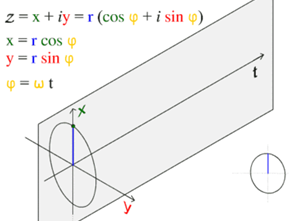 z = x + iy = r (cos φ + i sin φ)
x = r cos φ
y = r sin φ
φ = ω t
t
x
y